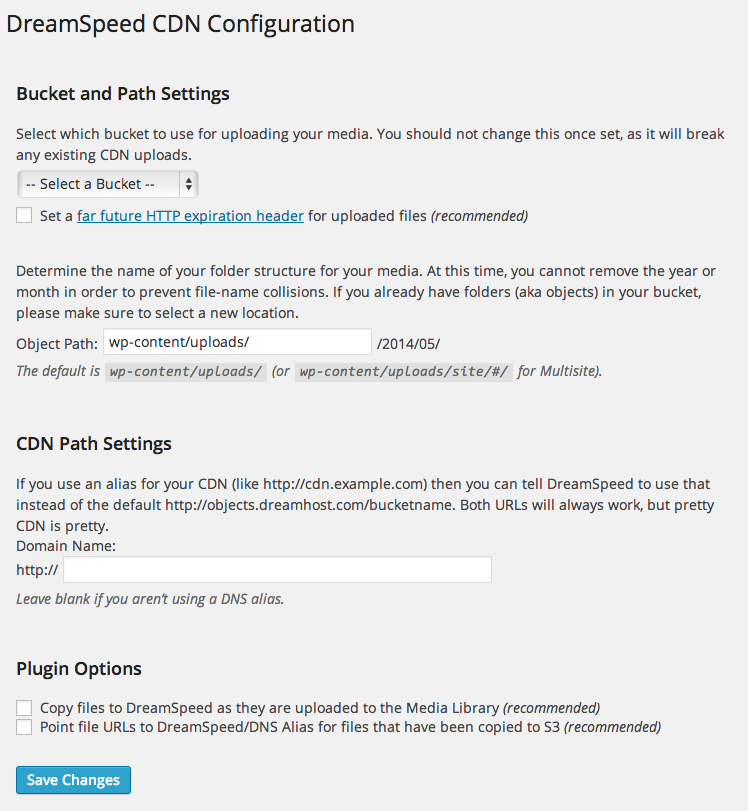 DreamSpeed CDN Configuration
Bucket and Path Settings
Select which bucket to use for uploading your media. You should not change this once set, as it will break
any existing CDN uploads.
-- Select a Bucket --
Set a far future HTTP expiration header for uploaded files (recommended)
Determine the name of your folder structure for your media. At this time, you cannot remove the year or
month in order to prevent file-name collisions. If you already have folders (aka objects) in your bucket,
please make sure to select a new location.
Object Path: wp-content/uploads/ /2014/05/
The default is wp-content/uploads/ (or wp-content/uploads/site/#/ for Multisite).
CDN Path Settings
If you use an alias for your CDN (like http://cdn.example.com) then you can tell DreamSpeed to use that
instead of the default http://objects.dreamhost.com/bucketname. Both URLs will always work, but pretty
CDN is pretty.
Domain Name:
http://
Leave blank if you aren't using a DNS alias.
Plugin Options
Copy files to DreamSpeed as they are uploaded to the Media Library (recommended)
Point file URLs to DreamSpeed/DNS Alias for files that have been copied to S3 (recommended)
Save Changes